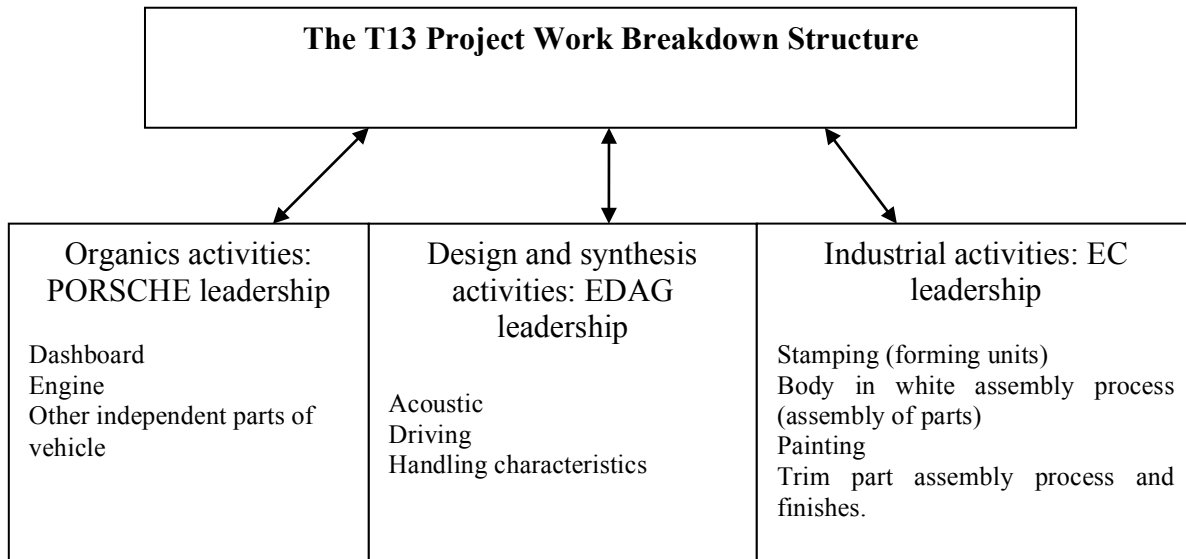 The T13 Project Work Breakdown Structure
Organics activities:
PORSCHE leadership
Dashboard
Engine
Other independent parts of
vehicle
Design and synthesis
activities: EDAG
leadership
Acoustic
Driving
Handling characteristics
Industrial activities: EC
leadership
Stamping (forming units)
Body in white assembly process
(assembly of parts)
Painting
Trim part assembly process and
finishes.